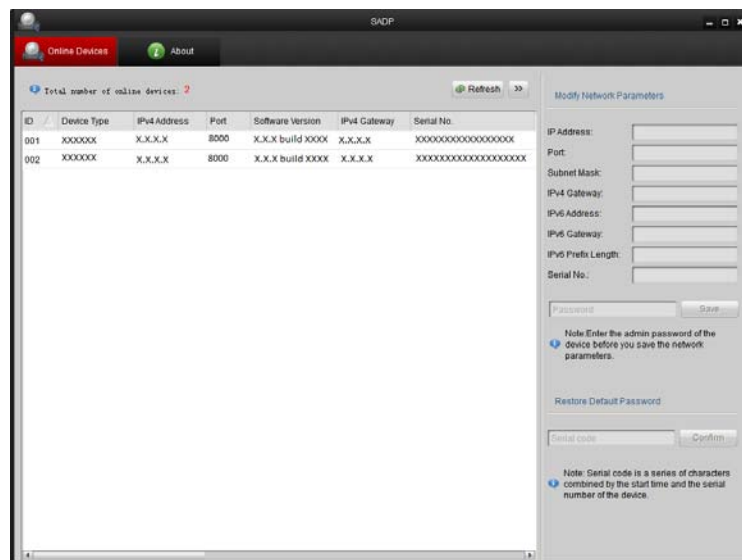 SADP
Online Devices
About
Total number of online devices: 2
Refresh
ID Device Type IPv4 Address Port Software Version IPv4 Gateway Serial No.
001 XXXXXX X.X.X.X 8000 X.X.X build XXXX X.X.X.X XXXXXXXXXXXXXXXXX
002 XXXXXX X.X.X.X 8000 X.X.X build XXXX X.X.X.X XXXXXXXXXXXXXXXXXXX
Modify Network Parameters
IP Address:
Port:
Subnet Mask:
IPv4 Gateway:
IPv6 Address:
IPv6 Gateway:
IPv6 Prefix Length:
Serial No.:
Password
Save
Note:Enter the admin password of the
device before you save the network
parameters.
Restore Default Password
Serial code
Confirm
Note: Serial code is a series of characters
combined by the start time and the serial
number of the device.